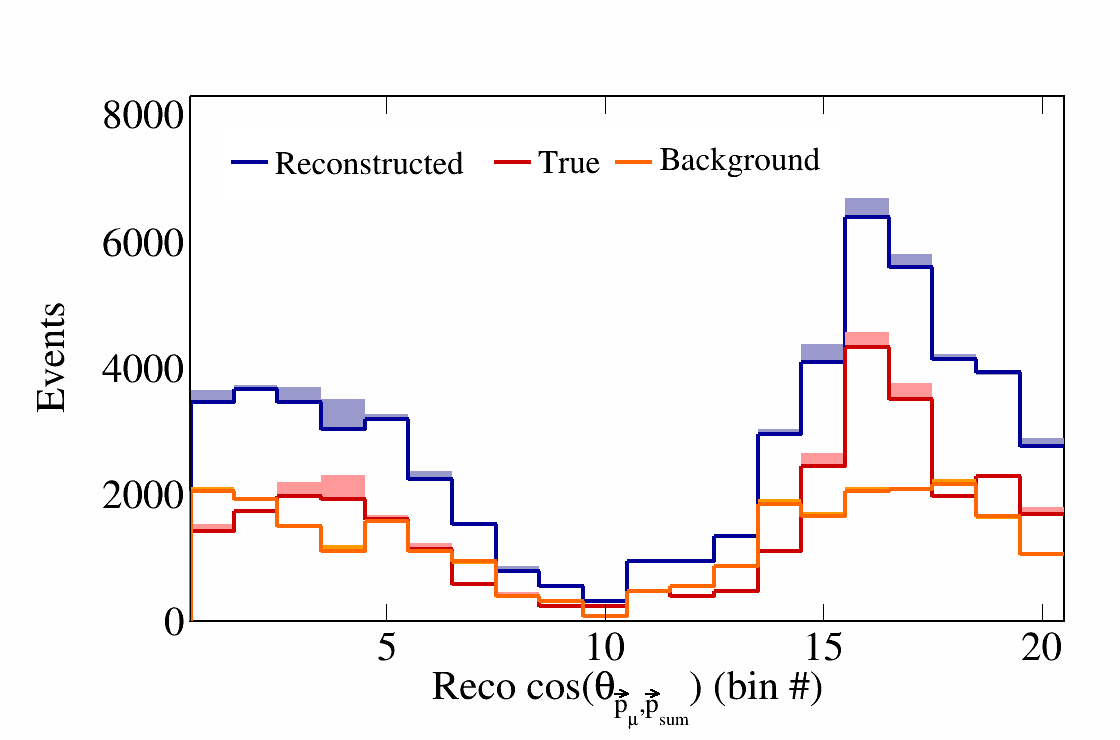 8000
Reconstructed True Background
6000
4000
2000
0
Events
5 10 15 20
Reco cos(θp⃗μ,p⃗sum) (bin #)